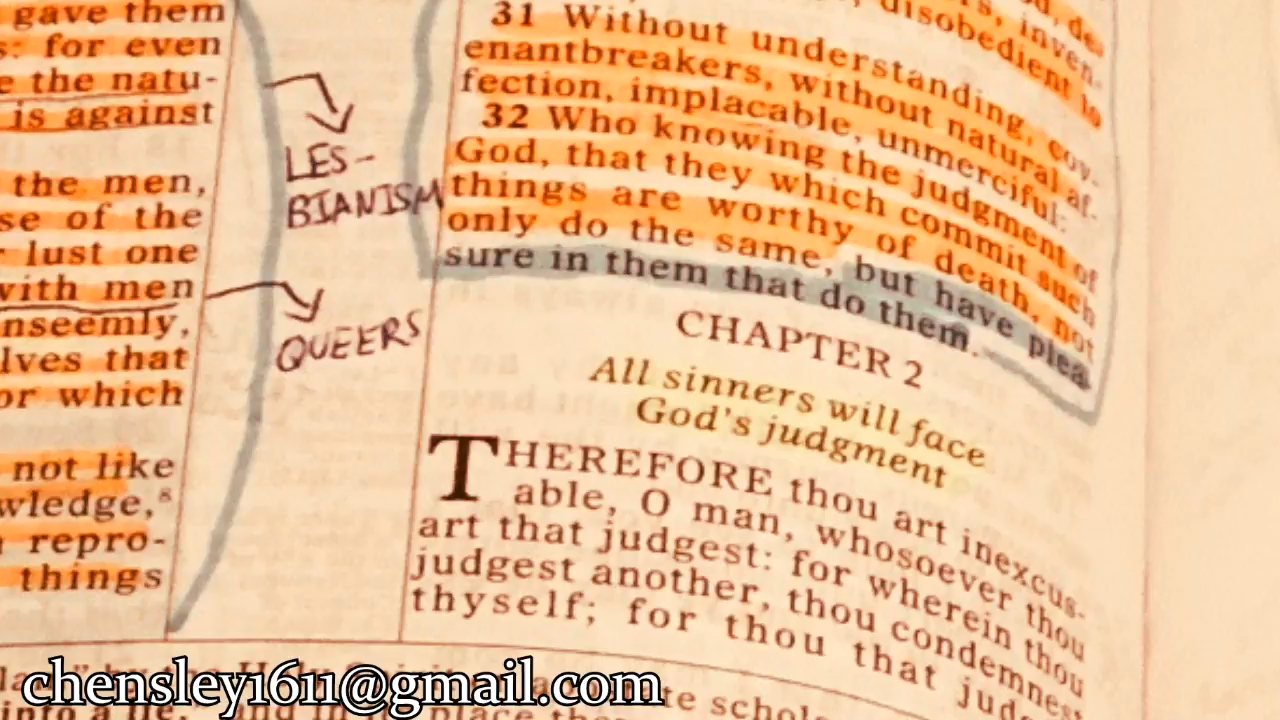 gave them
s: for even
e the natu-
is against
the men,
se of the
lust one
with men
nseemly,
lves that
or which
not like
wledge,⁸
repro-
things
LES-
BIANISM
QUEERS
inven-
disobedient to
31 Without understanding, cov-
enantbreakers, without natural af-
fection, implacable, unmerciful:
32 Who knowing the judgment of
God, that they which commit such
things are worthy of death, not
only do the same, but have plea
sure in them that do them.
CHAPTER 2
All sinners will face
God's judgment
THEREFORE thou art inexcus-
able, O man, whosoever thou
art that judgest: for wherein thou
judgest another, thou condemnest
thyself; for thou that jud
chensley1611@gmail.com